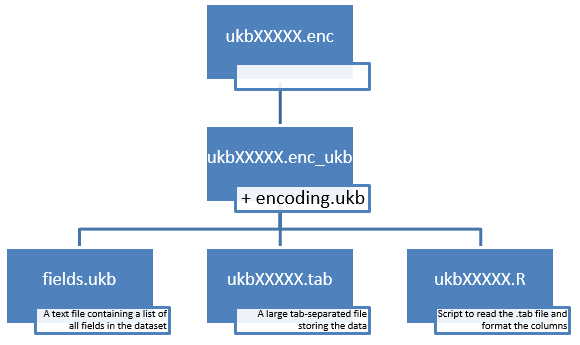 ukbXXXXX.enc
ukbXXXXX.enc_ukb
+ encoding.ukb
fields.ukb
A text file containing a list of
all fields in the dataset
ukbXXXXX.tab
A large tab-separated file
storing the data
ukbXXXXX.R
Script to read the .tab file and
format the columns